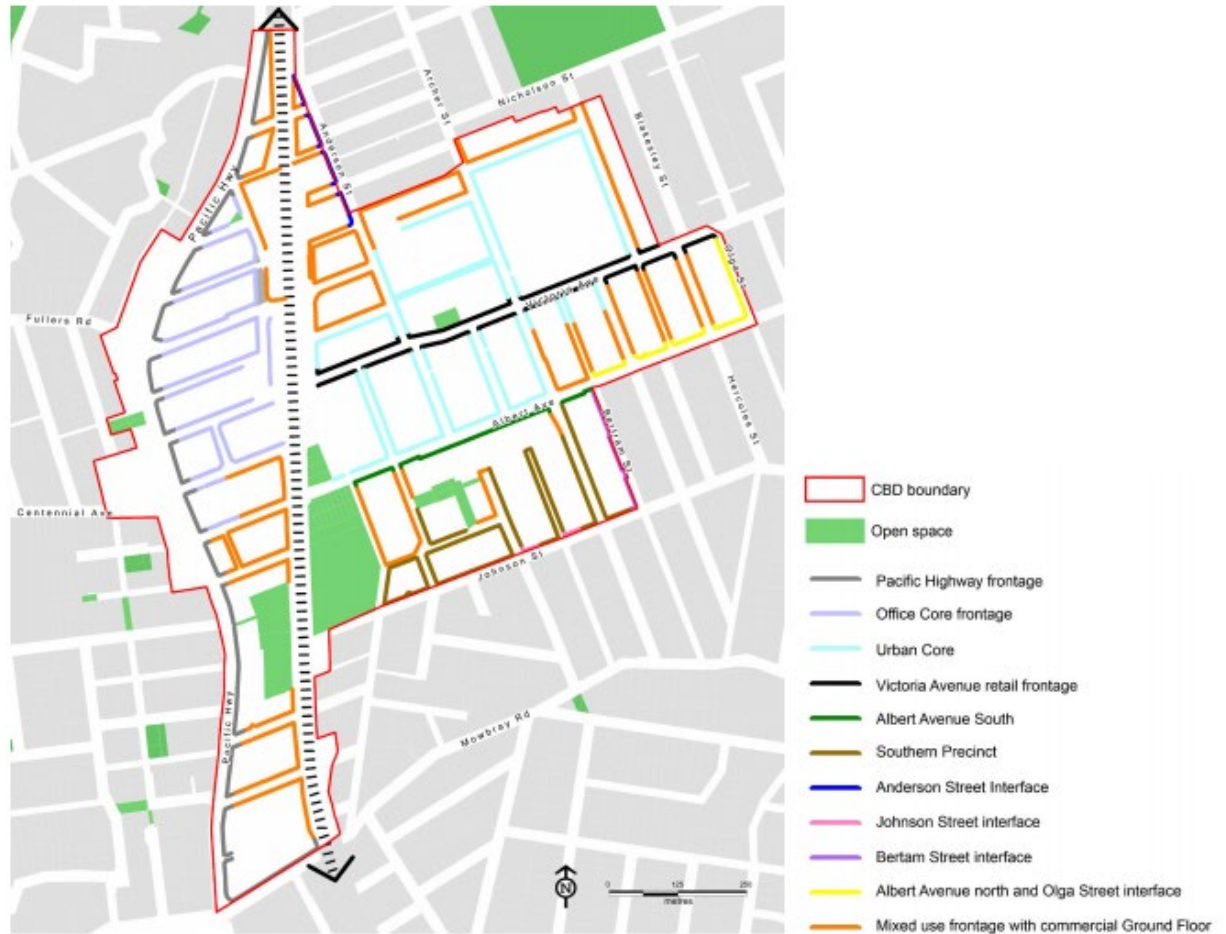 Archer St
Nicholson St
Blakesley St
Anderson St
Pacific Hwy
Olga St
Victoria Ave
Fullers Rd
Hercules St
Albert Ave
Bertram St
Centennial Ave
Johnson St
Pacific Hwy
Mowbray Rd
N
0 125 250
metres
CBD boundary
Open space
Pacific Highway frontage
Office Core frontage
Urban Core
Victoria Avenue retail frontage
Albert Avenue South
Southern Precinct
Anderson Street Interface
Johnson Street interface
Bertam Street interface
Albert Avenue north and Olga Street interface
Mixed use frontage with commercial Ground Floor